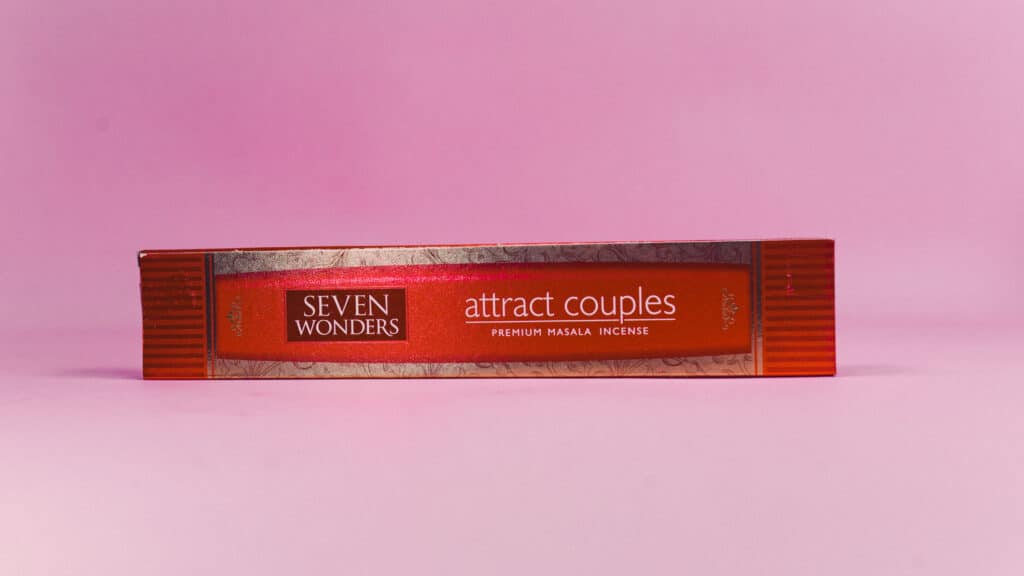 SEVEN
WONDERS
attract couples
PREMIUM MASALA INCENSE